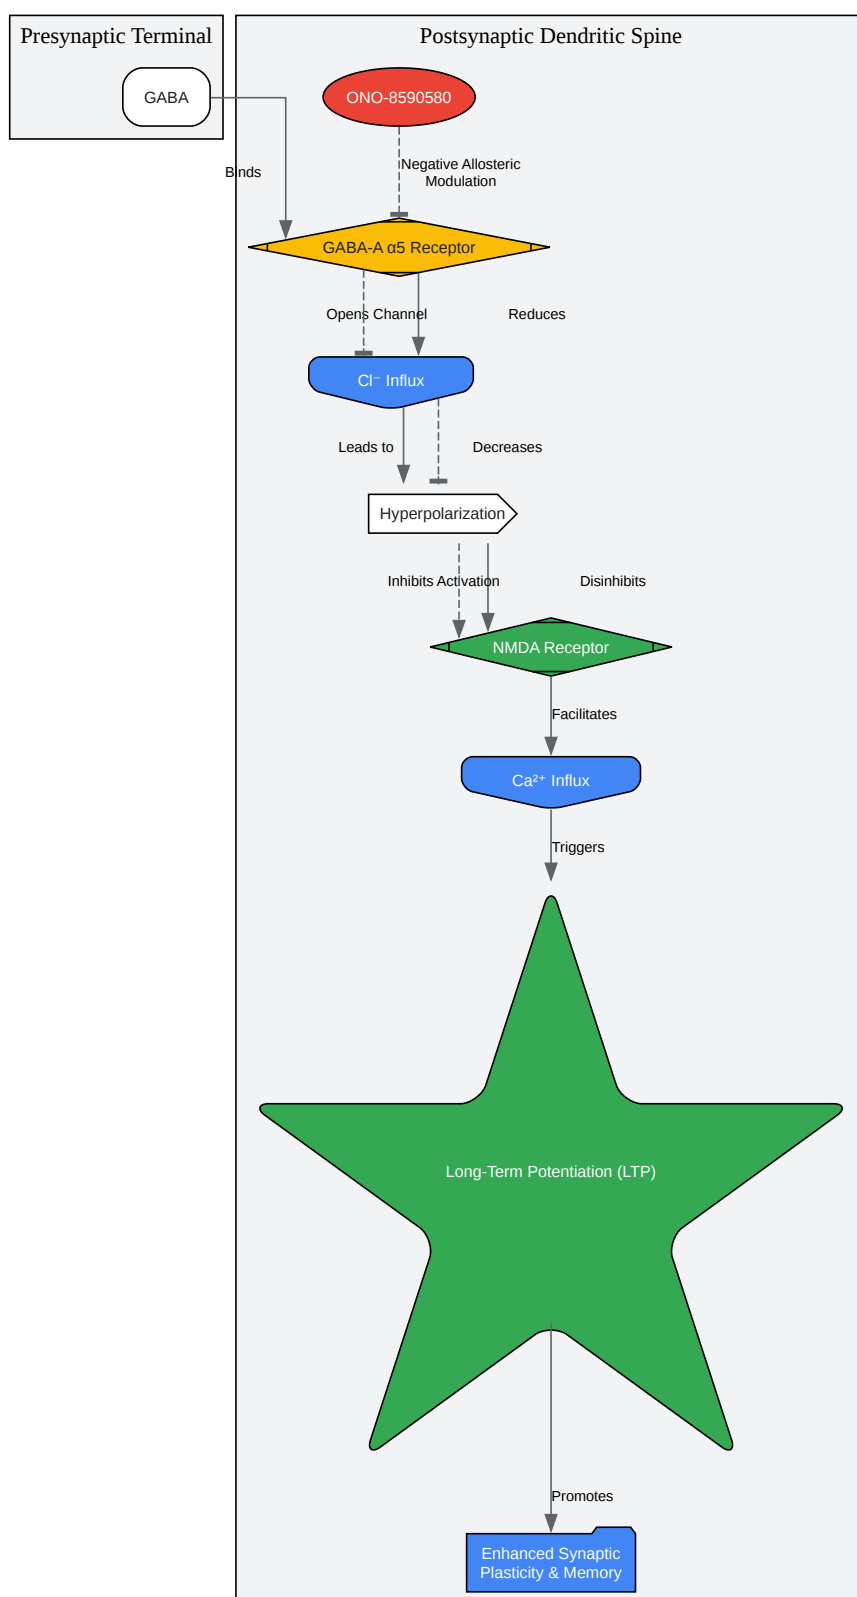 Presynaptic Terminal
Postsynaptic Dendritic Spine
GABA
ONO-8590580
Binds
Negative Allosteric
Modulation
GABA-A α5 Receptor
Opens Channel
Reduces
Cl⁻ Influx
Leads to
Decreases
Hyperpolarization
Inhibits Activation
Disinhibits
NMDA Receptor
Facilitates
Ca²⁺ Influx
Triggers
Long-Term Potentiation (LTP)
Promotes
Enhanced Synaptic
Plasticity & Memory